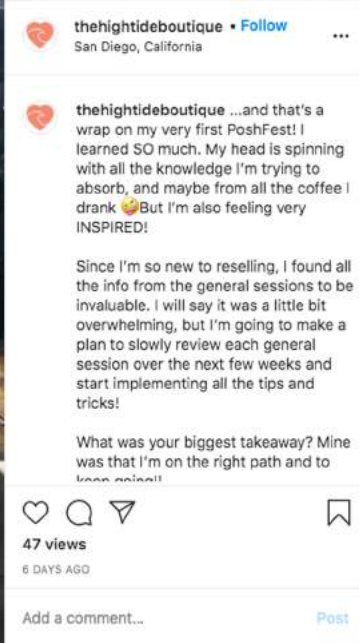 thehightideboutique • Follow
San Diego, California
thehightideboutique ...and that's a
wrap on my very first PoshFest! I
learned SO much. My head is spinning
with all the knowledge I'm trying to
absorb, and maybe from all the coffee I
drank 🤪But I'm also feeling very
INSPIRED!
Since I'm so new to reselling, I found all
the info from the general sessions to be
invaluable. I will say it was a little bit
overwhelming, but I'm going to make a
plan to slowly review each general
session over the next few weeks and
start implementing all the tips and
tricks!
What was your biggest takeaway? Mine
was that I'm on the right path and to
keep going!!
47 views
6 DAYS AGO
Add a comment... Post